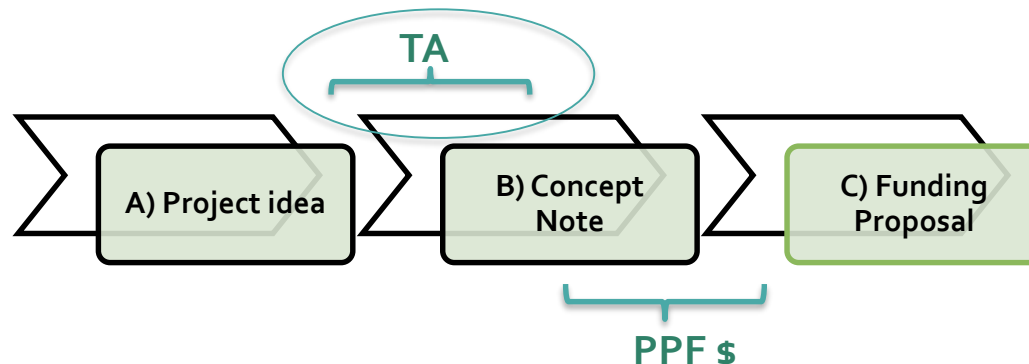 TA
A) Project idea
B) Concept
Note
C) Funding
Proposal
PPF $